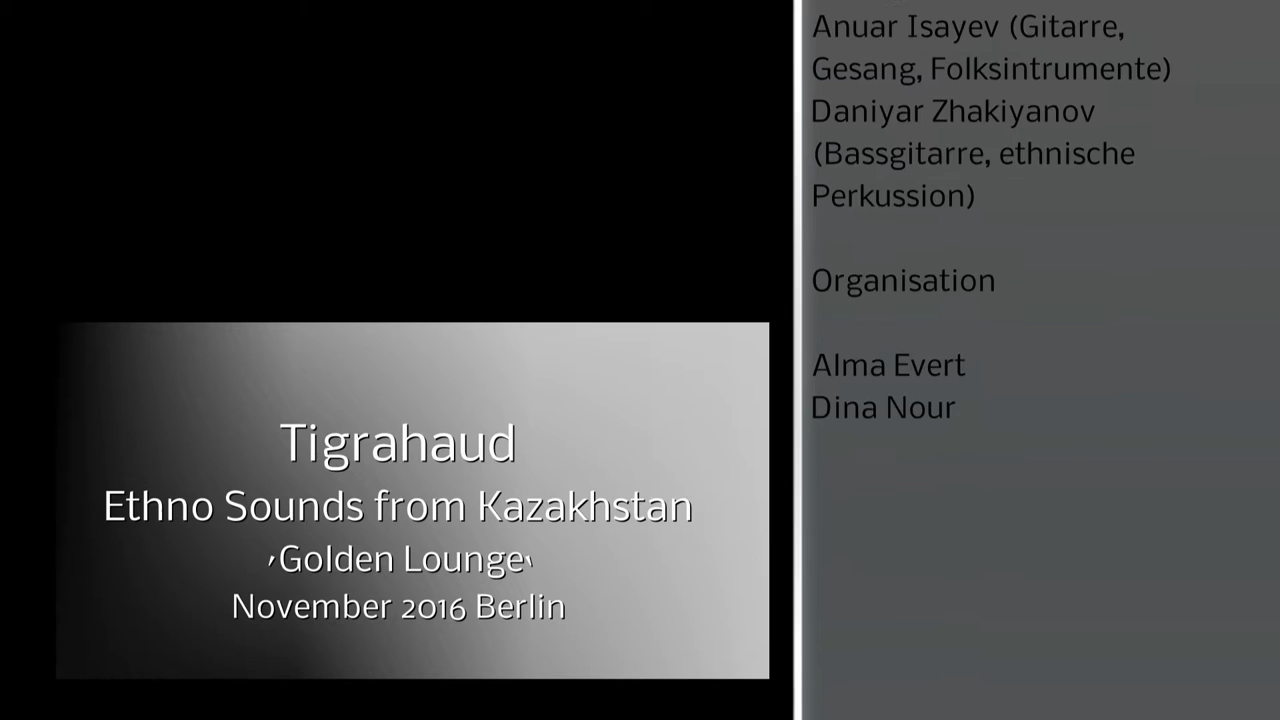 Tigrahaud
Ethno Sounds from Kazakhstan
‚Golden Lounge‘
November 2016 Berlin
Anuar Isayev (Gitarre,
Gesang, Folksintrumente)
Daniyar Zhakiyanov
(Bassgitarre, ethnische
Perkussion)
Organisation
Alma Evert
Dina Nour